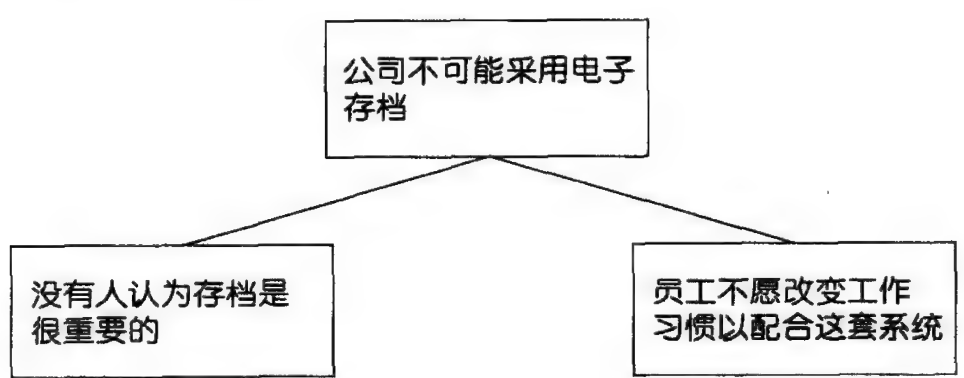 公司不可能采用电子
存档
没有人认为存档是
很重要的
员工不愿改变工作
习惯以配合这套系统